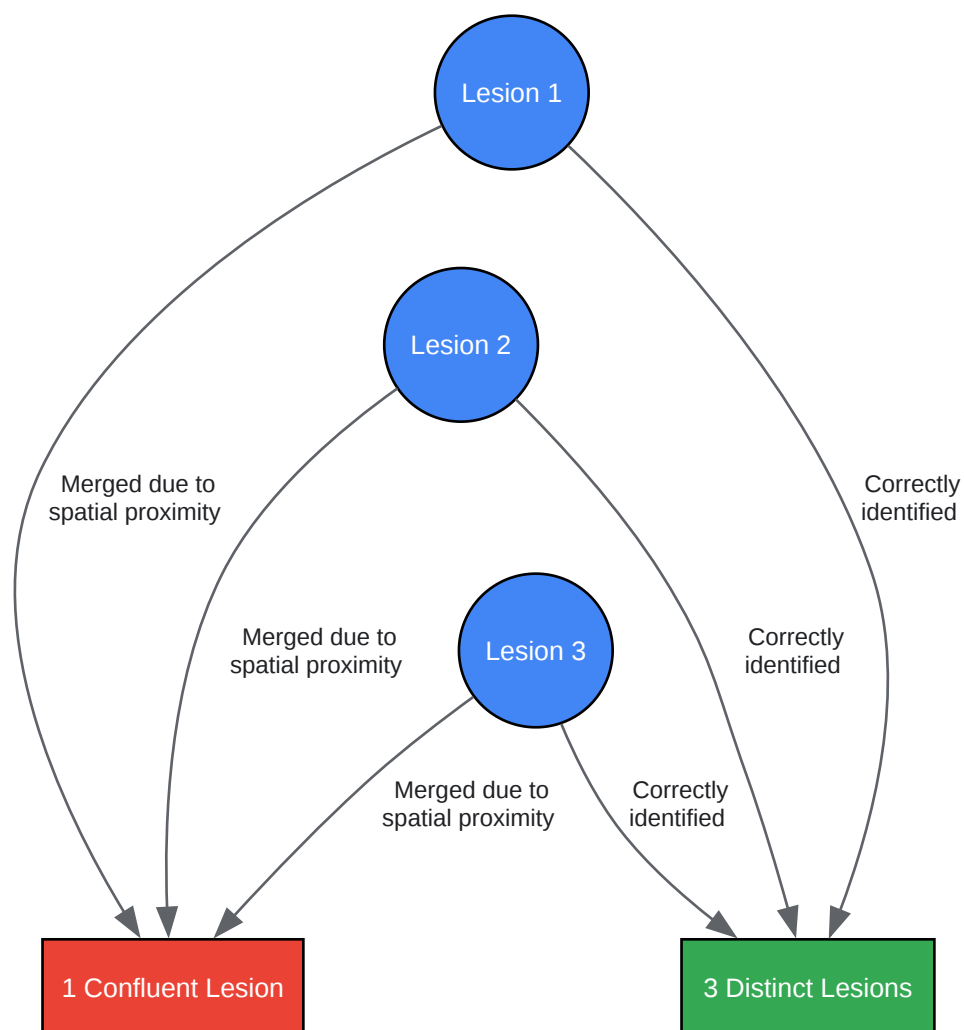 Lesion 1
Lesion 2
Merged due to
spatial proximity
Correctly
identified
Merged due to
spatial proximity
Lesion 3
Correctly
identified
Merged due to
spatial proximity
Correctly
identified
1 Confluent Lesion
3 Distinct Lesions